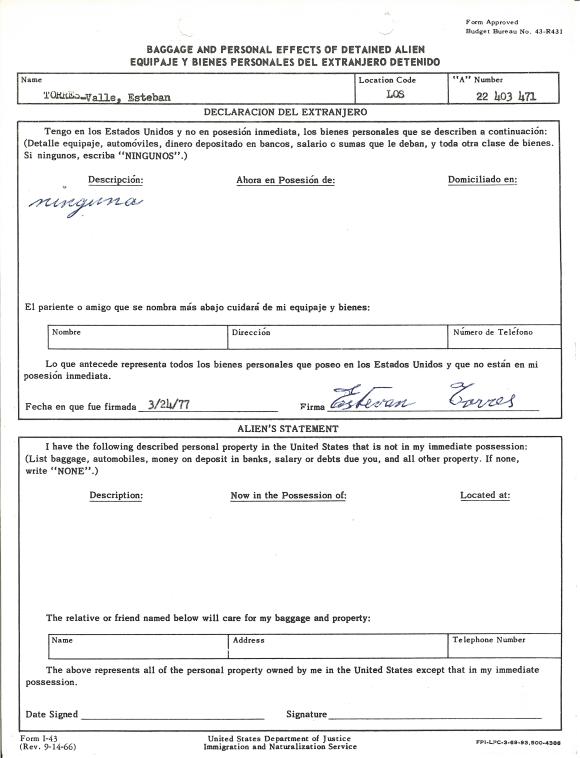 Form Approved
Budget Bureau No. 43-R431
BAGGAGE AND PERSONAL EFFECTS OF DETAINED ALIEN
EQUIPAJE Y BIENES PERSONALES DEL EXTRANJERO DETENIDO
Name
Location Code
"A" Number
TORRES-Valle, Esteban
LOS
22 403 471
DECLARACION DEL EXTRANJERO
Tengo en los Estados Unidos y no en posesión inmediata, los bienes personales que se describen a continuación:
(Detalle equipaje, automóviles, dinero depositado en bancos, salario o sumas que le deban, y toda otra clase de bienes.
Si ningunos, escriba "NINGUNOS".)
Descripción:
Ahora en Posesión de:
Domiciliado en:
ninguna
El pariente o amigo que se nombra más abajo cuidará de mi equipaje y bienes:
Nombre
Dirección
Número de Teléfono
Lo que antecede representa todos los bienes personales que poseo en los Estados Unidos y que no están en mi
posesión inmediata.
Fecha en que fue firmada 3/24/77 Firma Estevan Torres
ALIEN'S STATEMENT
I have the following described personal property in the United States that is not in my immediate possession:
(List baggage, automobiles, money on deposit in banks, salary or debts due you, and all other property. If none,
write "NONE".)
Description:
Now in the Possession of:
Located at:
The relative or friend named below will care for my baggage and property:
Name
Address
Telephone Number
The above represents all of the personal property owned by me in the United States except that in my immediate
possession.
Date Signed
Signature
Form I-43
(Rev. 9-14-66)
United States Department of Justice
Immigration and Naturalization Service
FPI-LPC-3-69-93,500-4386